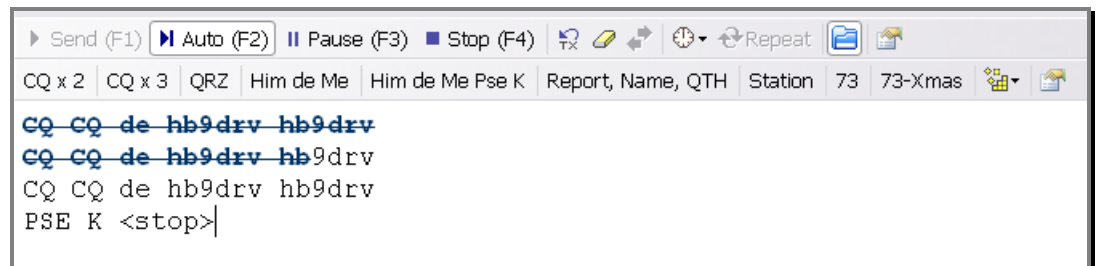 Send (F1) Auto (F2) Pause (F3) Stop (F4) TX Repeat
CQ x 2 CQ x 3 QRZ Him de Me Him de Me Pse K Report, Name, QTH Station 73 73-Xmas
CQ CQ de hb9drv hb9drv
CQ CQ de hb9drv hb9drv
CQ CQ de hb9drv hb9drv
PSE K <stop>